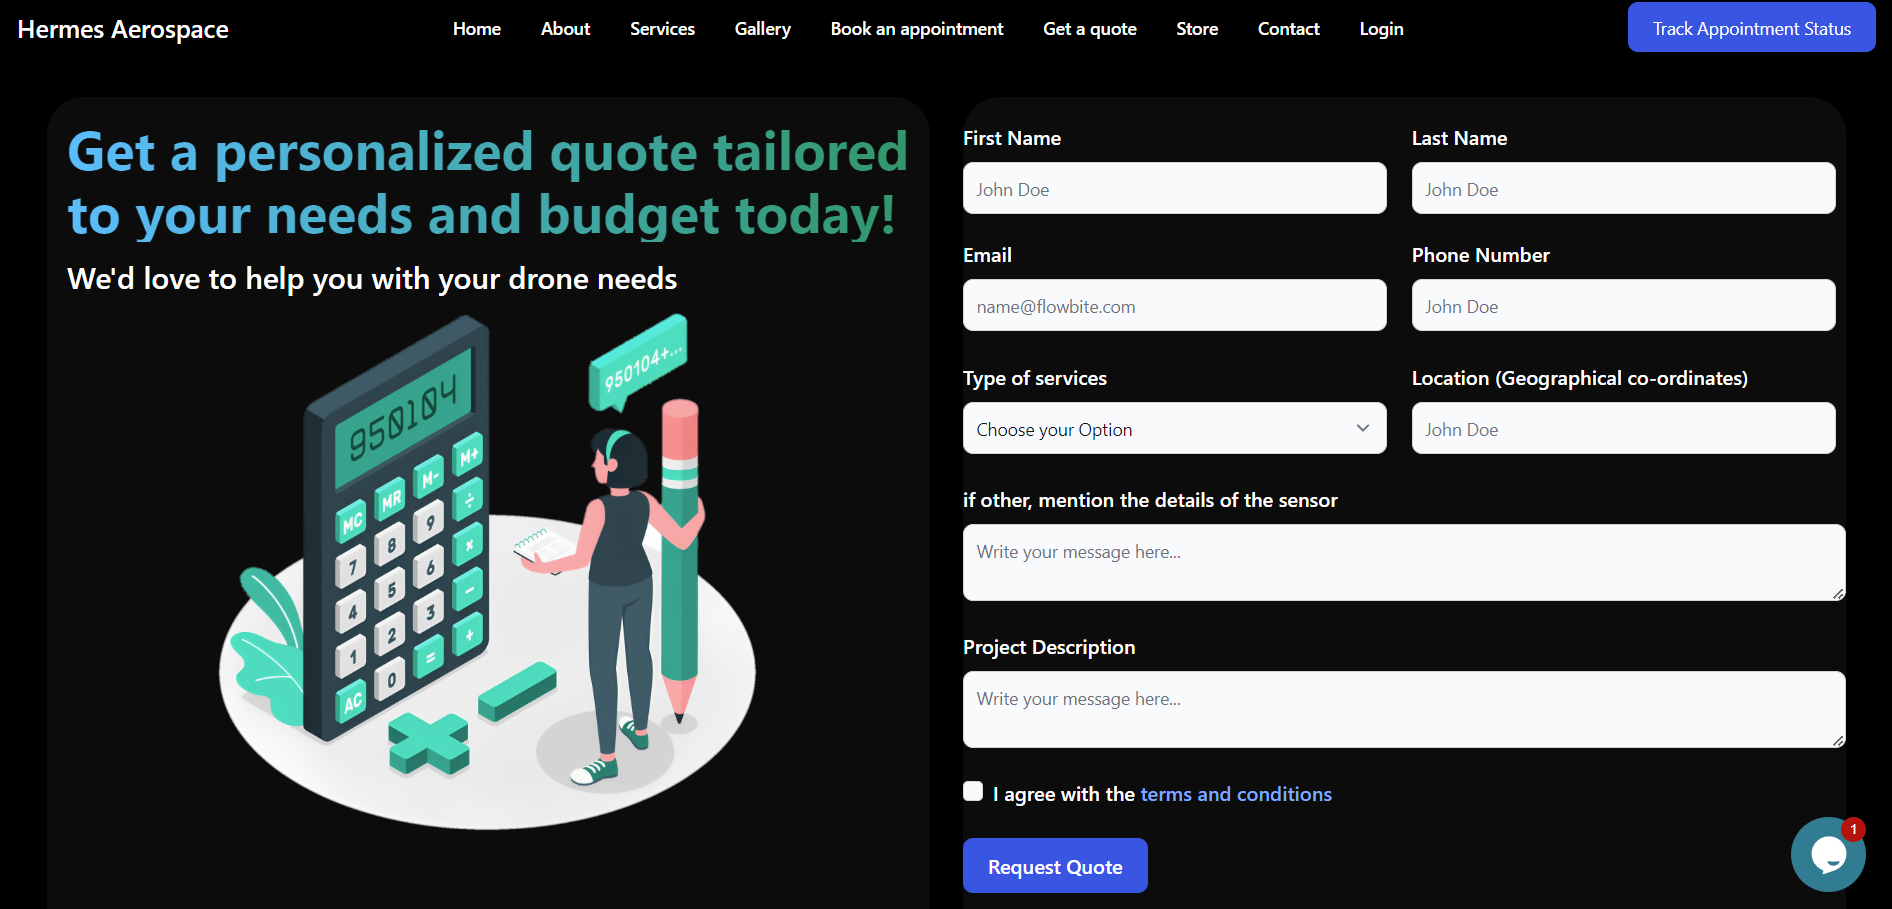 Hermes Aerospace
Home About Services Gallery Book an appointment Get a quote Store Contact Login
Track Appointment Status
Get a personalized quote tailored
to your needs and budget today!
We'd love to help you with your drone needs
950104+...
950104
MC MR M- M+
7 8 9 ÷
4 5 6 x
1 2 3 -
AC 0 = +
First Name
John Doe
Last Name
John Doe
Email
name@flowbite.com
Phone Number
John Doe
Type of services
Choose your Option
Location (Geographical co-ordinates)
John Doe
if other, mention the details of the sensor
Write your message here...
Project Description
Write your message here...
I agree with the terms and conditions
Request Quote
1